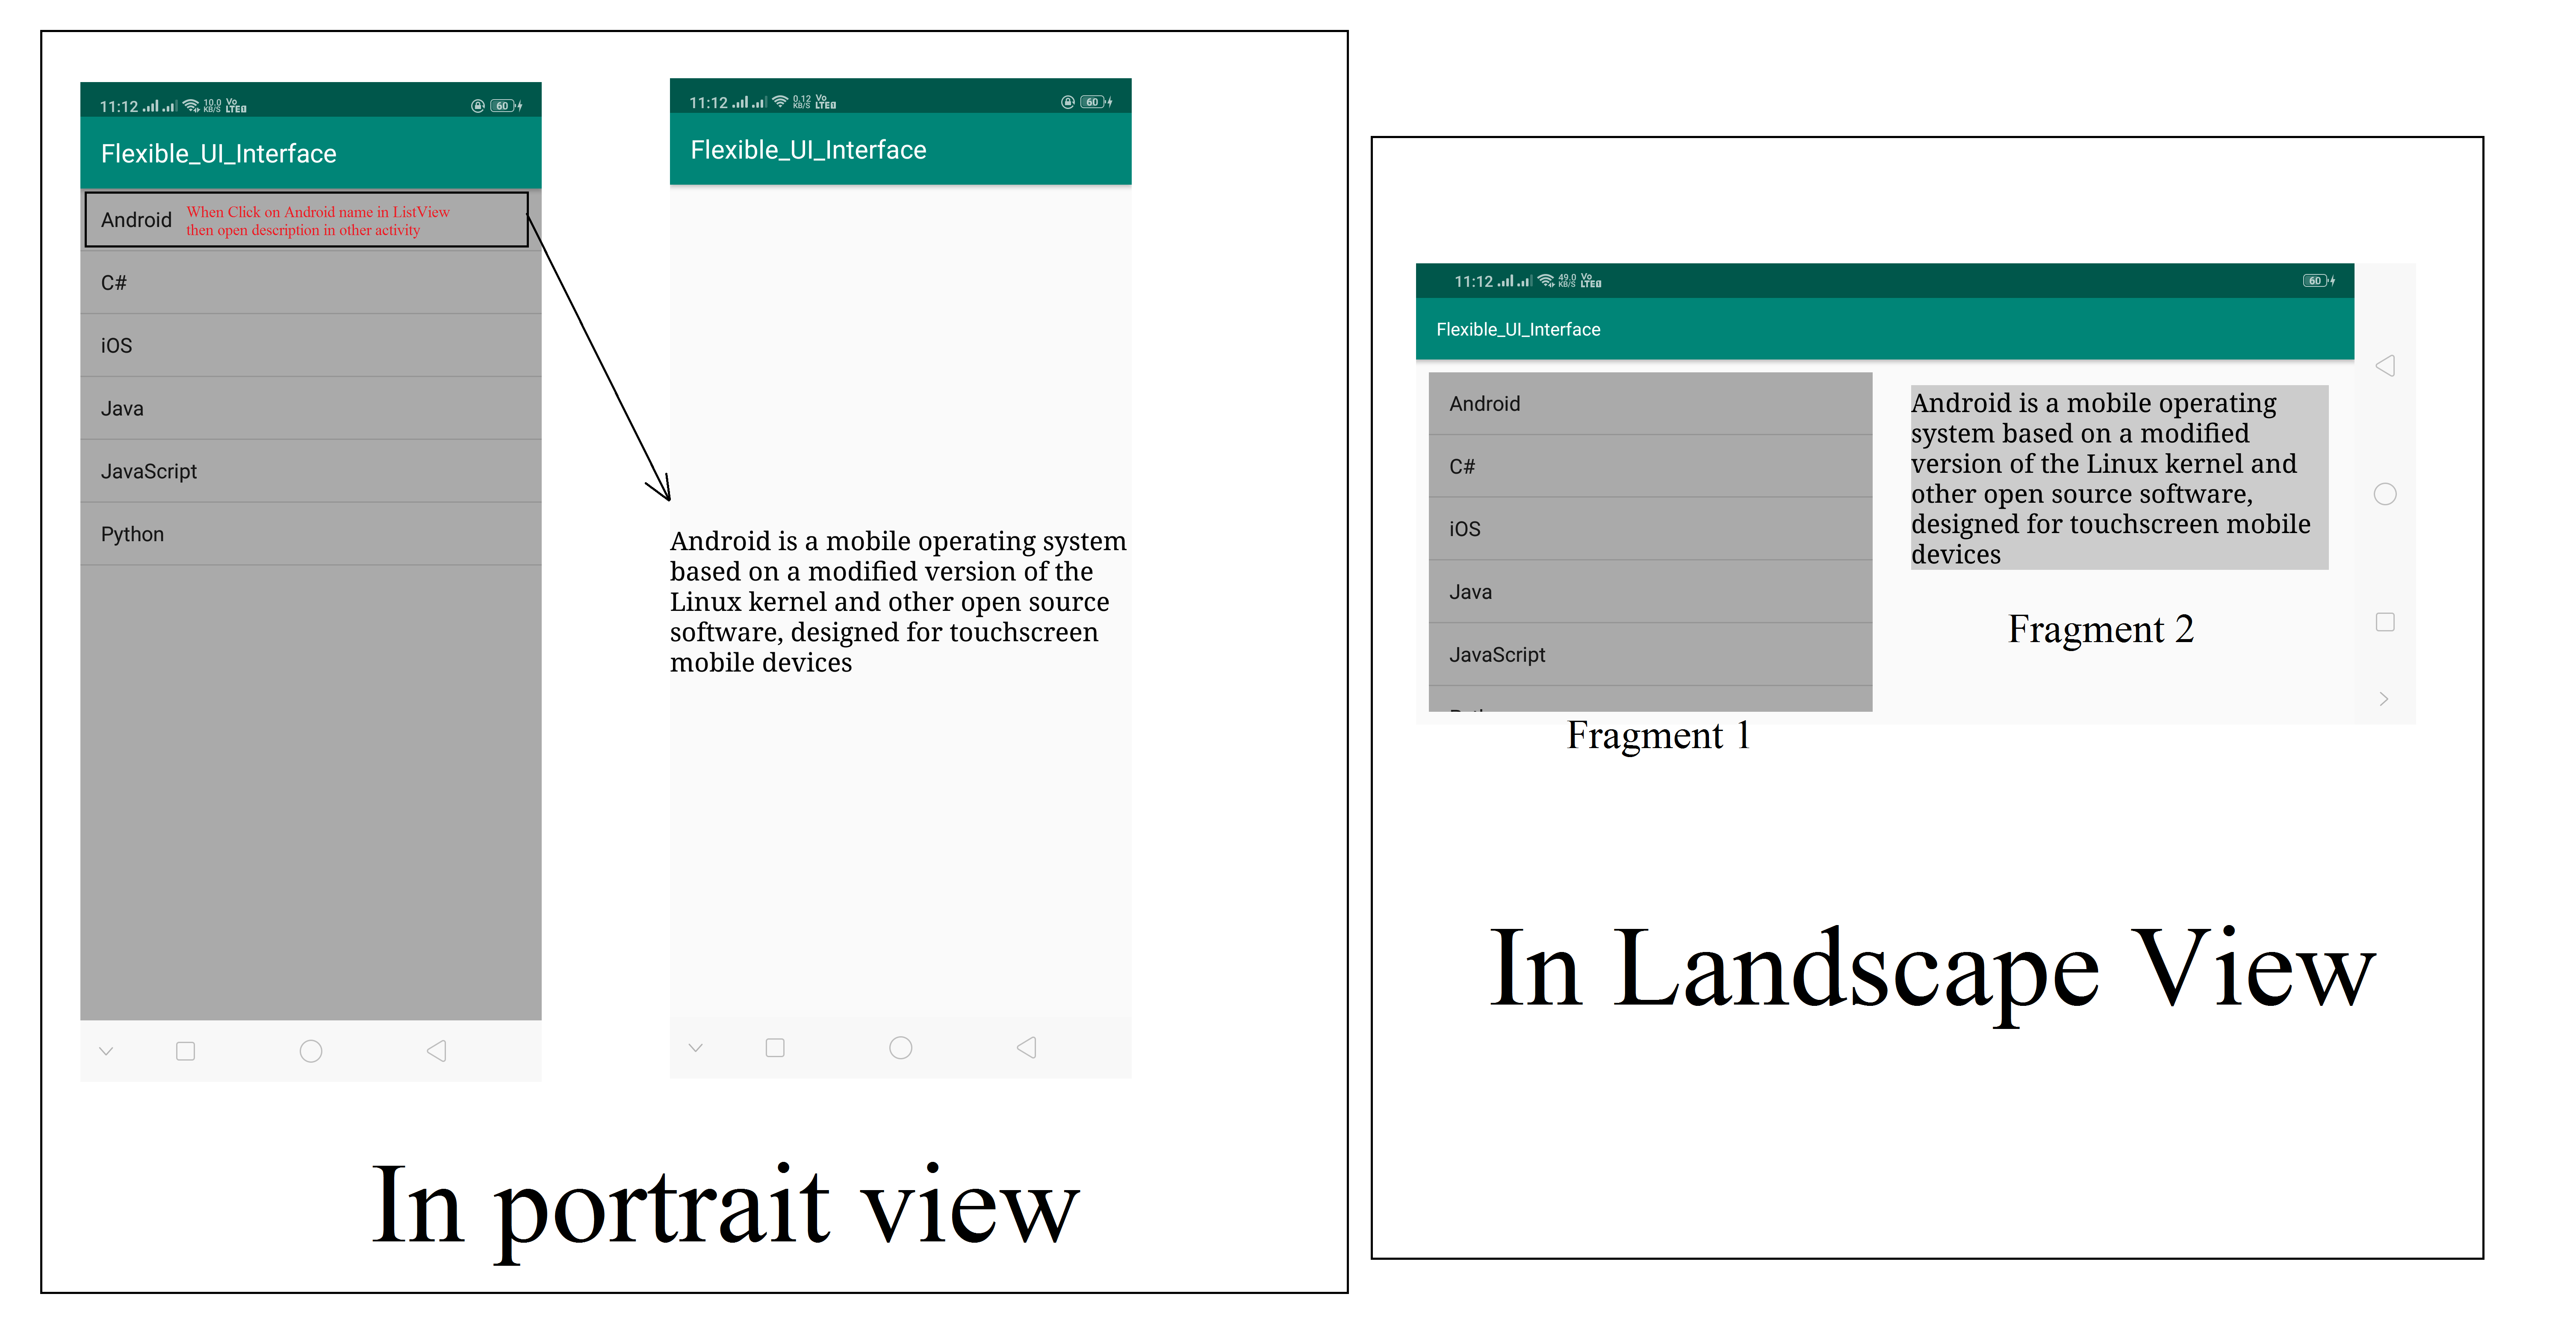 11:12 10.0 KB/S Vo LTE 60
Flexible_UI_Interface
Android
When Click on Android name in ListView
then open description in other activity
C#
iOS
Java
JavaScript
Python
11:12 0.12 KB/S Vo LTE 60
Flexible_UI_Interface
Android is a mobile operating system
based on a modified version of the
Linux kernel and other open source
software, designed for touchscreen
mobile devices
In portrait view
11:12 49.0 KB/S Vo LTE 60
Flexible_UI_Interface
Android
C#
iOS
Java
JavaScript
Android is a mobile operating
system based on a modified
version of the Linux kernel and
other open source software,
designed for touchscreen mobile
devices
Fragment 2
Fragment 1
In Landscape View